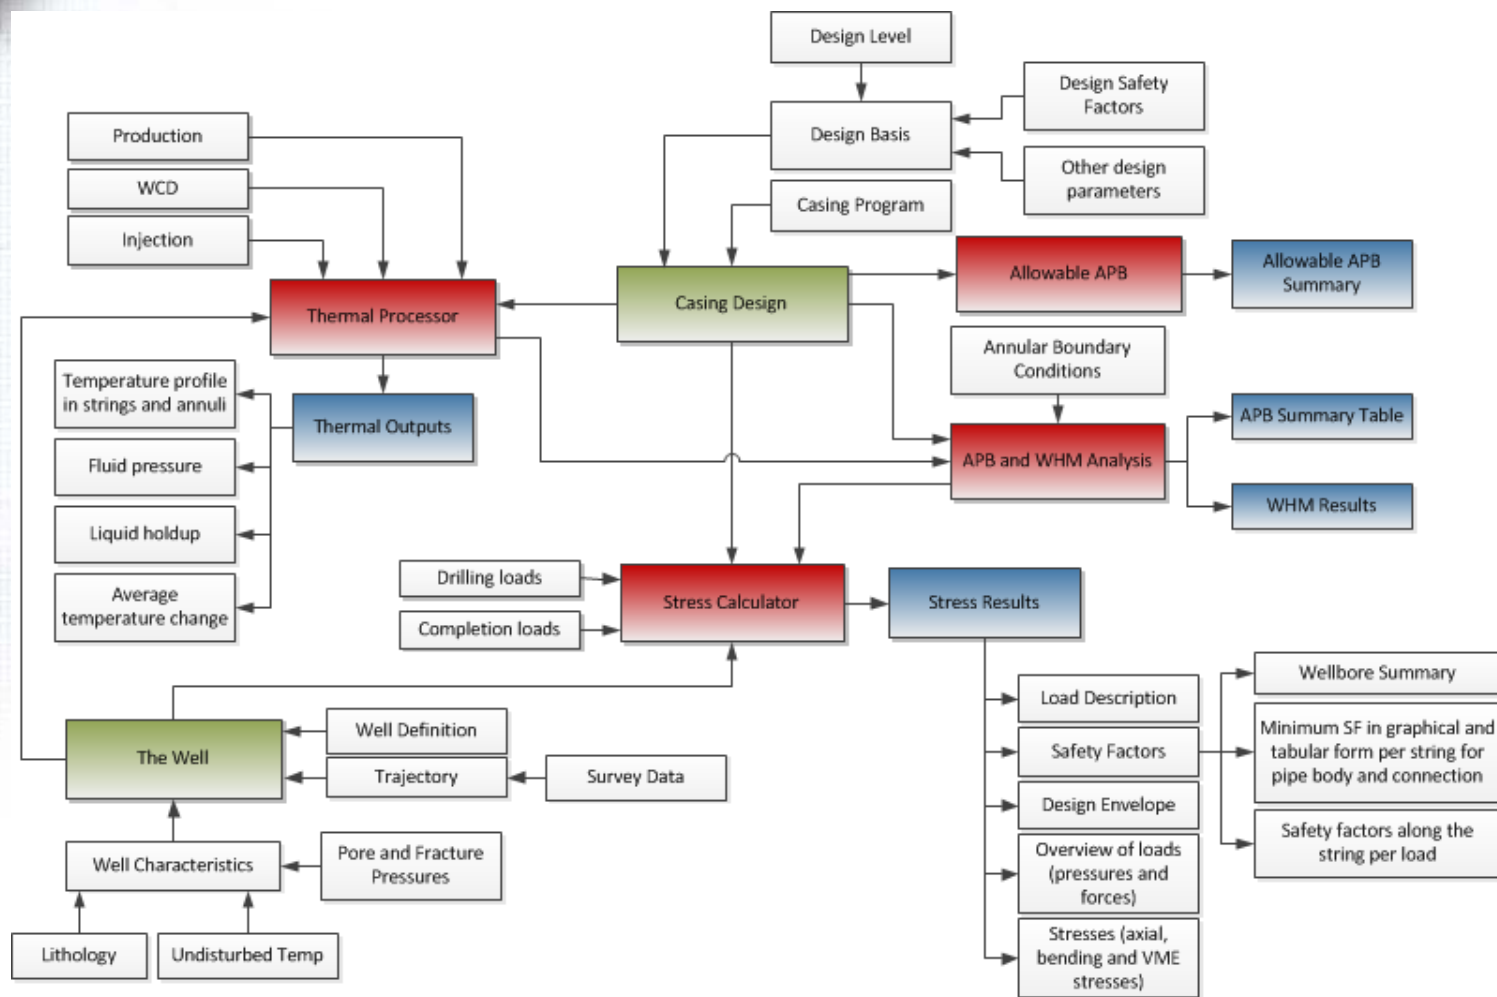 Design Level
Design Safety
Factors
Production
Design Basis
WCD
Other design
parameters
Casing Program
Injection
Allowable APB
Allowable APB
Summary
Casing Design
Thermal Processor
Annular Boundary
Conditions
Temperature profile
in strings and annuli
Thermal Outputs
APB Summary Table
Fluid pressure
APB and WHM Analysis
WHM Results
Liquid holdup
Drilling loads
Average
temperature change
Stress Calculator
Stress Results
Completion loads
Wellbore Summary
Load Description
Well Definition
Minimum SF in graphical and
tabular form per string for
pipe body and connection
Safety Factors
The Well
Trajectory
Survey Data
Design Envelope
Safety factors along the
string per load
Pore and Fracture
Pressures
Well Characteristics
Overview of loads
(pressures and
forces)
Lithology
Undisturbed Temp
Stresses (axial,
bending and VME
stresses)